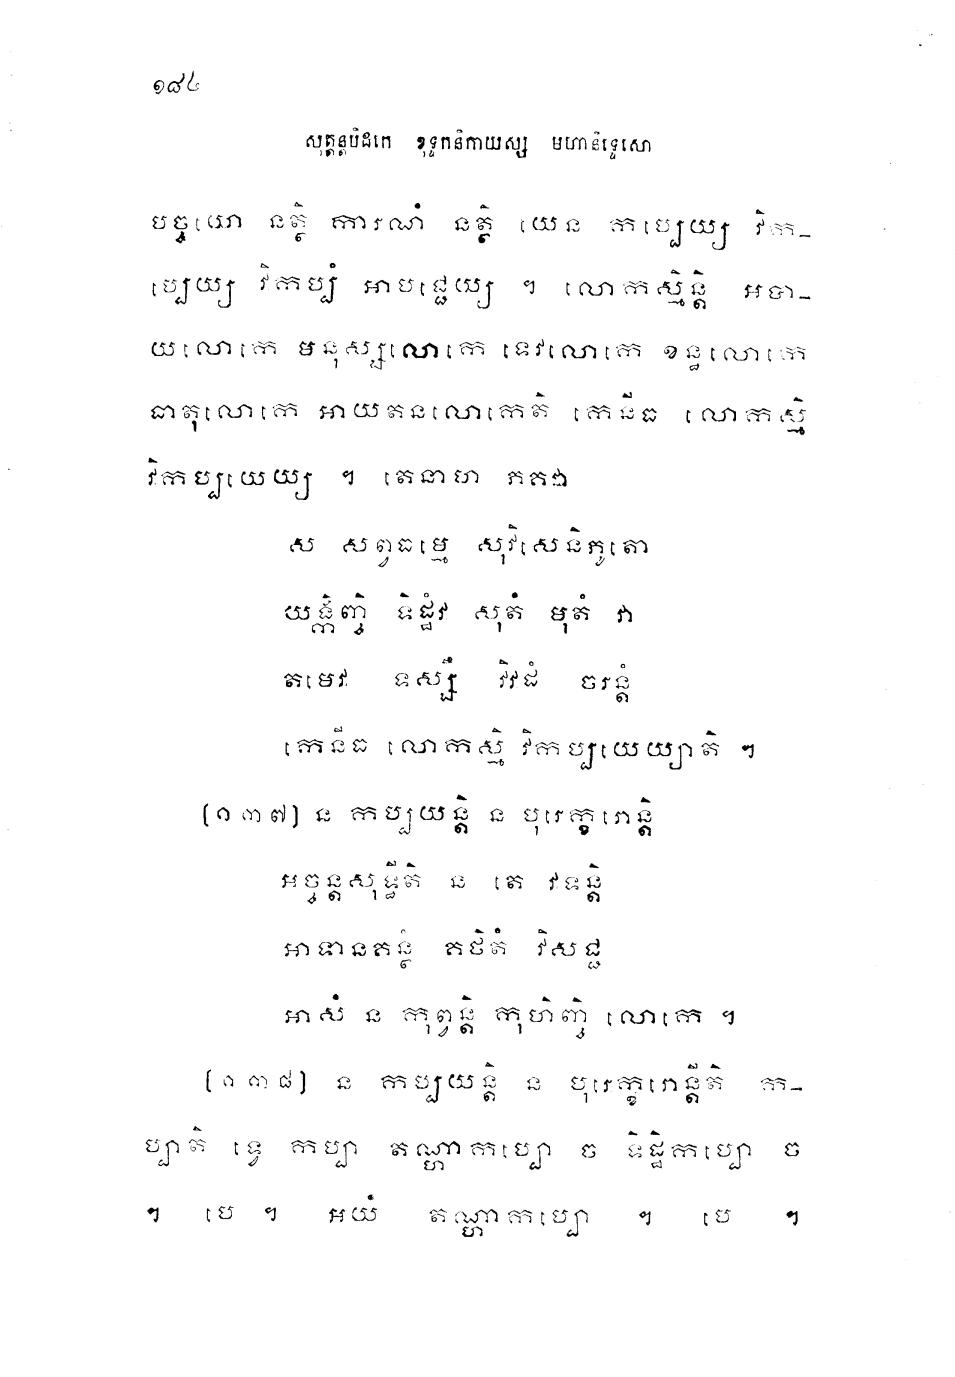 ១៨៤
សុត្តន្តបិដកេ ខុទ្ទកនិកាយស្ស មហានិទ្ទេសោ
បច្ចយោ នត្ថិ ការណំ នត្ថិ យេន កប្បេយ្យ វិក-
ប្បេយ្យ វិកប្បំ អាបជ្ជេយ្យ ។ លោកស្មិន្តិ អបា-
យលោកេ មនុស្សលោកេ ទេវលោកេ ខន្ធលោកេ
ធាតុលោកេ អាយតនលោកេតិ កេនីធ លោកស្មិ
វិកប្បយេយ្យ ។ តេនាហ ភគវា
ស សព្វធម្មេ សុវិសេនិភូតោ
យង្កិញ្ចិ ទិដ្ឋំវ សុតំ មុតំ វា
តមេវ ទស្សឹ វិវដំ ចរន្តំ
កេនីធ លោកស្មិ វិកប្បយេយ្យាតិ ។
[១៣៧] ន កប្បយន្តិ ន បុរេក្ខរោន្តិ
អច្ចន្តសុទ្ធីតិ ន តេ វទន្តិ
អាទានគន្ថំ គថិតំ វិសជ្ជ
អាសំ ន កុព្វន្តិ កុហិញ្ចិ លោកេ ។
[១៣៨] ន កប្បយន្តិ ន បុរេក្ខរោន្តីតិ ក-
ប្បាតិ ទ្វេ កប្បា តណ្ហាកប្បោ ច ទិដ្ឋិកប្បោ ច
។ បេ ។ អយំ តណ្ហាកប្បោ ។ បេ ។